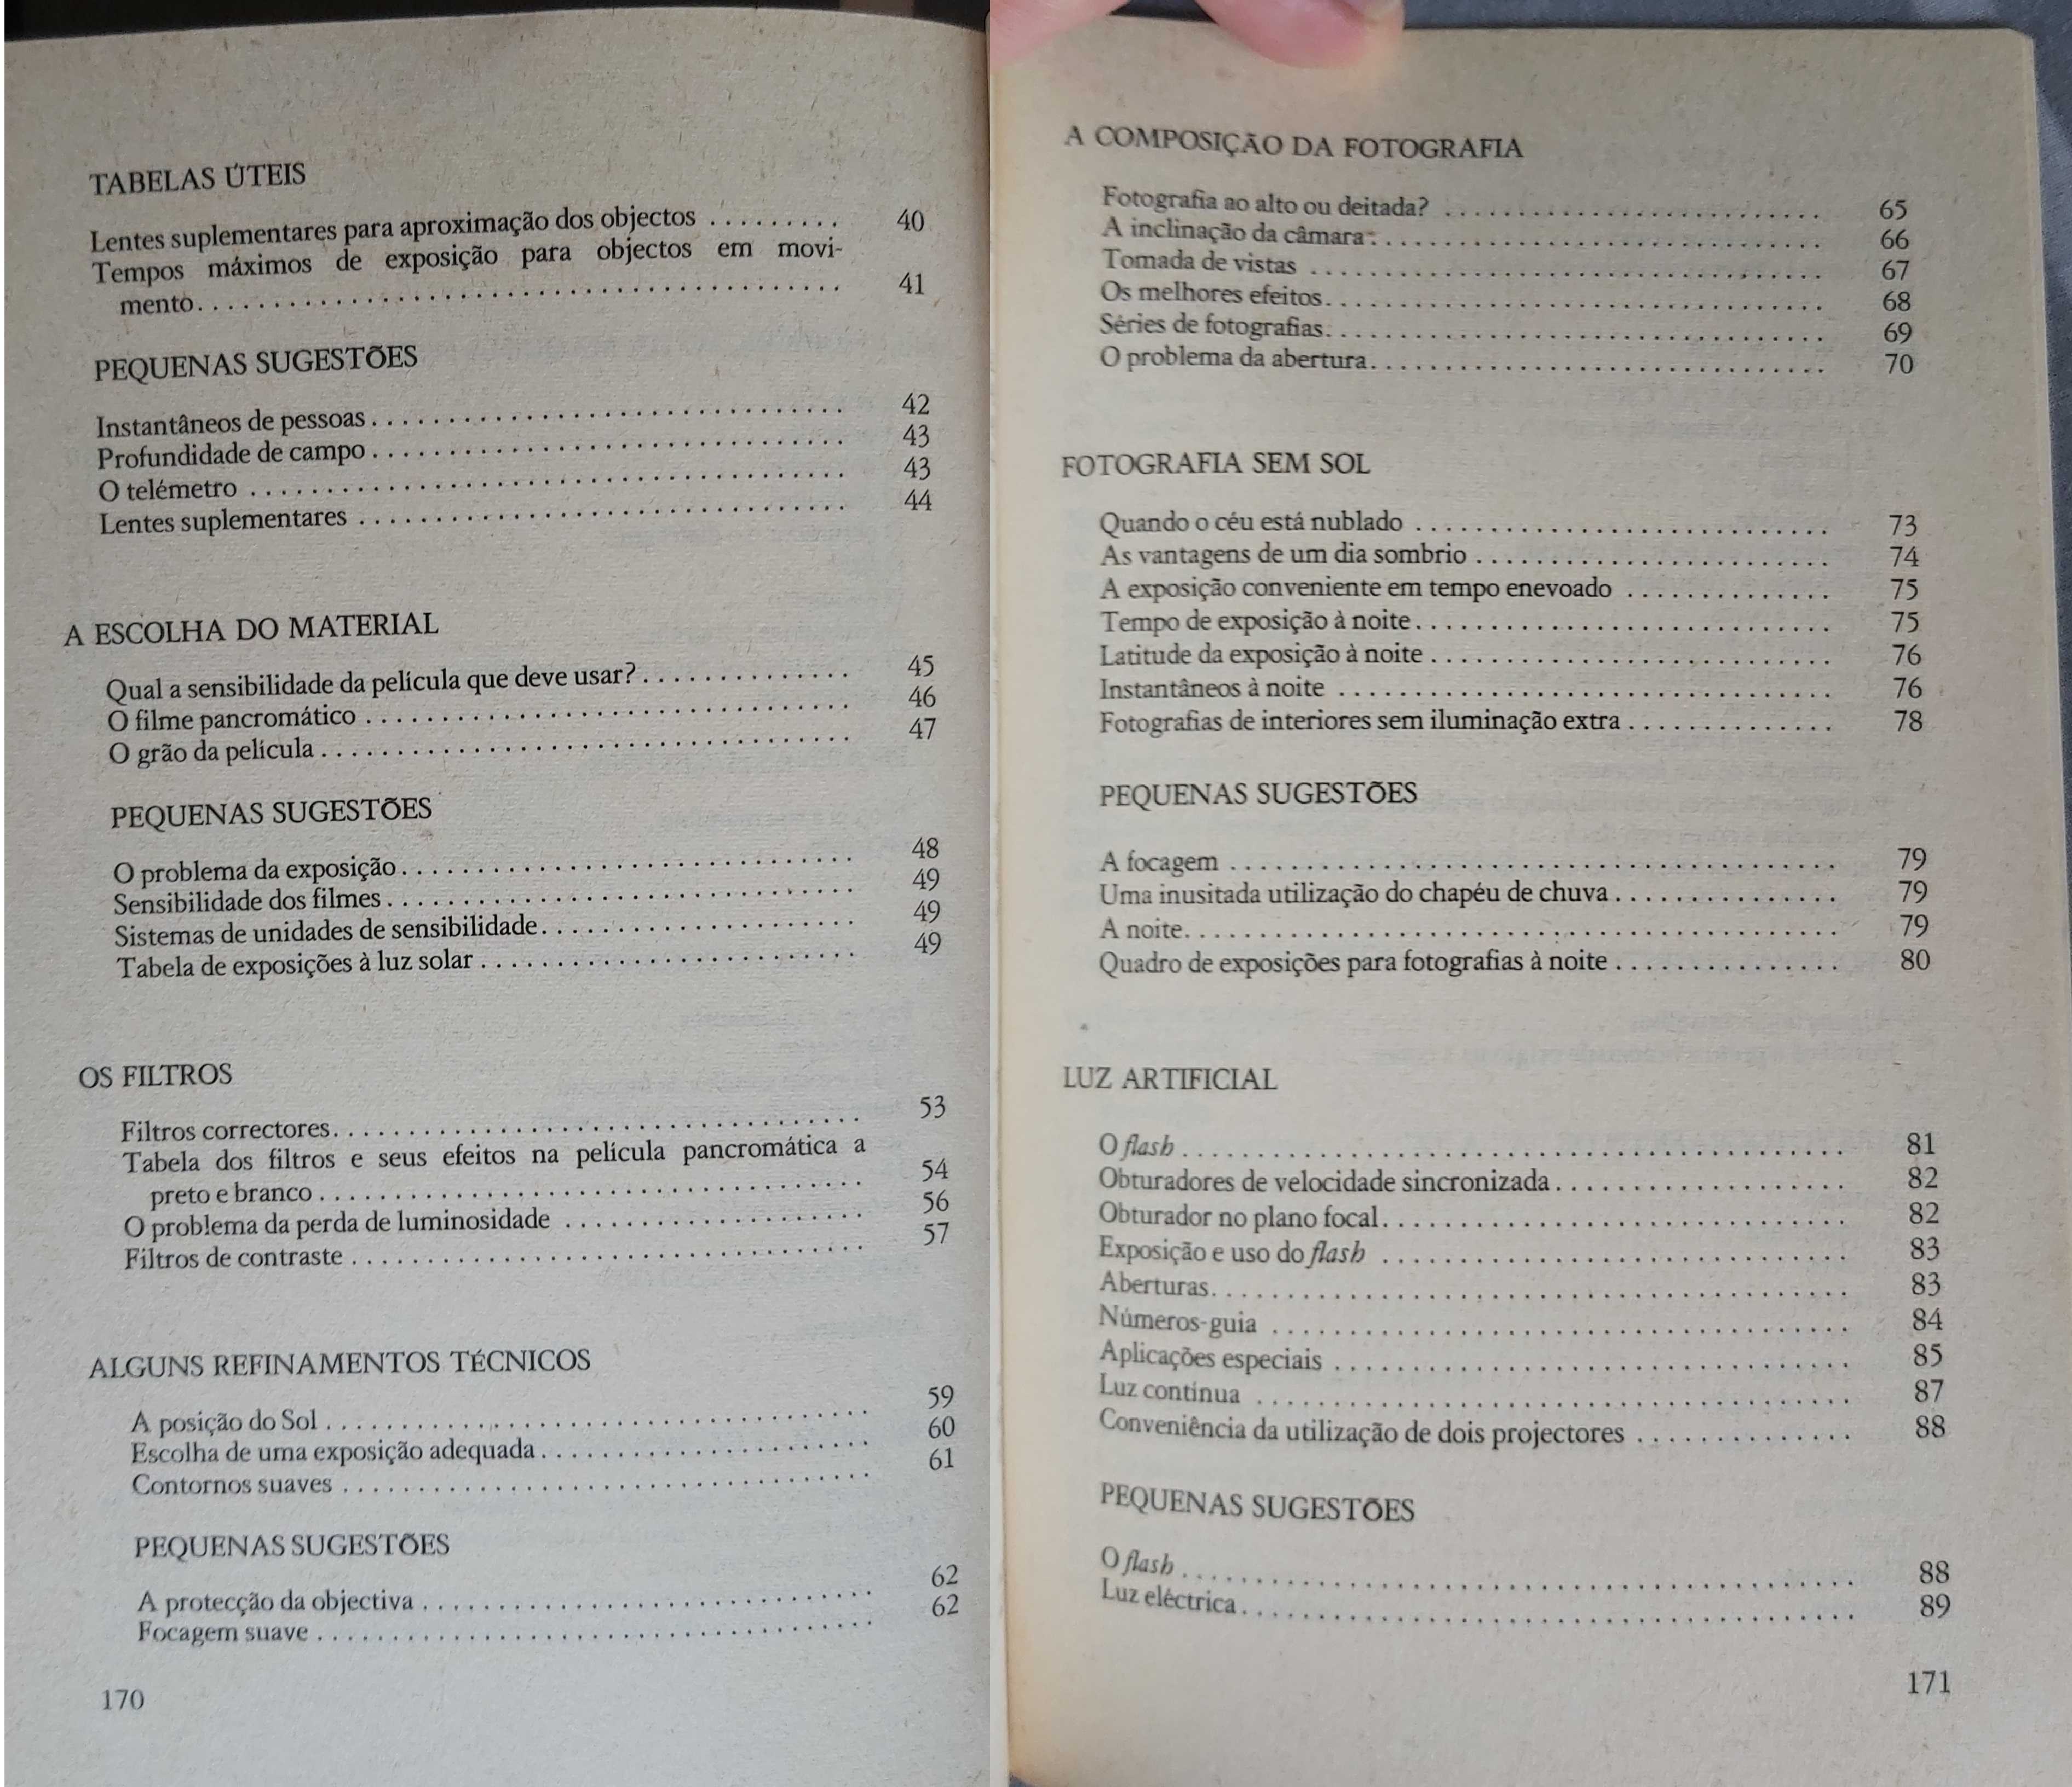 TABELAS ÚTEIS
Lentes suplementares para aproximação dos objectos . . . . . . . . . 40
Tempos máximos de exposição para objectos em movi-
mento. . . . . . . . . . . . . . . . . . . . . . . . . . . . . . . . . . . . . . . . . . 41
PEQUENAS SUGESTÕES
Instantâneos de pessoas . . . . . . . . . . . . . . . . . . . . . . . . . . . . . . . 42
Profundidade de campo . . . . . . . . . . . . . . . . . . . . . . . . . . . . . . . 43
O telémetro . . . . . . . . . . . . . . . . . . . . . . . . . . . . . . . . . . . . . . . 43
Lentes suplementares . . . . . . . . . . . . . . . . . . . . . . . . . . . . . . . . 44
A ESCOLHA DO MATERIAL
Qual a sensibilidade da película que deve usar? . . . . . . . . . . . . . . 45
O filme pancromático . . . . . . . . . . . . . . . . . . . . . . . . . . . . . . . . 46
O grão da película . . . . . . . . . . . . . . . . . . . . . . . . . . . . . . . . . . . 47
PEQUENAS SUGESTÕES
O problema da exposição . . . . . . . . . . . . . . . . . . . . . . . . . . . . . . 48
Sensibilidade dos filmes . . . . . . . . . . . . . . . . . . . . . . . . . . . . . . . 49
Sistemas de unidades de sensibilidade. . . . . . . . . . . . . . . . . . . . . 49
Tabela de exposições à luz solar . . . . . . . . . . . . . . . . . . . . . . . . . 49
OS FILTROS
Filtros correctores. . . . . . . . . . . . . . . . . . . . . . . . . . . . . . . . . . . 53
Tabela dos filtros e seus efeitos na película pancromática a
preto e branco . . . . . . . . . . . . . . . . . . . . . . . . . . . . . . . . . . . . 54
O problema da perda de luminosidade . . . . . . . . . . . . . . . . . . . . 56
Filtros de contraste . . . . . . . . . . . . . . . . . . . . . . . . . . . . . . . . . . 57
ALGUNS REFINAMENTOS TÉCNICOS
A posição do Sol . . . . . . . . . . . . . . . . . . . . . . . . . . . . . . . . . . . . 59
Escolha de uma exposição adequada . . . . . . . . . . . . . . . . . . . . . . 60
Contornos suaves . . . . . . . . . . . . . . . . . . . . . . . . . . . . . . . . . . . 61
PEQUENAS SUGESTÕES
A protecção da objectiva . . . . . . . . . . . . . . . . . . . . . . . . . . . . . . 62
Focagem suave . . . . . . . . . . . . . . . . . . . . . . . . . . . . . . . . . . . . . 62
170
A COMPOSIÇÃO DA FOTOGRAFIA
Fotografia ao alto ou deitada? . . . . . . . . . . . . . . . . . . . . . . . . . 65
A inclinação da câmara . . . . . . . . . . . . . . . . . . . . . . . . . . . . . . 66
Tomada de vistas . . . . . . . . . . . . . . . . . . . . . . . . . . . . . . . . . . 67
Os melhores efeitos. . . . . . . . . . . . . . . . . . . . . . . . . . . . . . . . . 68
Séries de fotografias. . . . . . . . . . . . . . . . . . . . . . . . . . . . . . . . . 69
O problema da abertura. . . . . . . . . . . . . . . . . . . . . . . . . . . . . . 70
FOTOGRAFIA SEM SOL
Quando o céu está nublado . . . . . . . . . . . . . . . . . . . . . . . . . . . 73
As vantagens de um dia sombrio . . . . . . . . . . . . . . . . . . . . . . . . 74
A exposição conveniente em tempo enevoado . . . . . . . . . . . . . . 75
Tempo de exposição à noite . . . . . . . . . . . . . . . . . . . . . . . . . . . 75
Latitude da exposição à noite . . . . . . . . . . . . . . . . . . . . . . . . . . 76
Instantâneos à noite . . . . . . . . . . . . . . . . . . . . . . . . . . . . . . . . 76
Fotografias de interiores sem iluminação extra . . . . . . . . . . . . . . 78
PEQUENAS SUGESTÕES
A focagem . . . . . . . . . . . . . . . . . . . . . . . . . . . . . . . . . . . . . . . 79
Uma inusitada utilização do chapéu de chuva . . . . . . . . . . . . . . . 79
A noite. . . . . . . . . . . . . . . . . . . . . . . . . . . . . . . . . . . . . . . . . . 79
Quadro de exposições para fotografias à noite . . . . . . . . . . . . . . . 80
LUZ ARTIFICIAL
O flash . . . . . . . . . . . . . . . . . . . . . . . . . . . . . . . . . . . . . . . . . . 81
Obturadores de velocidade sincronizada . . . . . . . . . . . . . . . . . . . 82
Obturador no plano focal. . . . . . . . . . . . . . . . . . . . . . . . . . . . . . 82
Exposição e uso do flash . . . . . . . . . . . . . . . . . . . . . . . . . . . . . . 83
Aberturas. . . . . . . . . . . . . . . . . . . . . . . . . . . . . . . . . . . . . . . . . 83
Números-guia . . . . . . . . . . . . . . . . . . . . . . . . . . . . . . . . . . . . . 84
Aplicações especiais . . . . . . . . . . . . . . . . . . . . . . . . . . . . . . . . . 85
Luz contínua . . . . . . . . . . . . . . . . . . . . . . . . . . . . . . . . . . . . . . 87
Conveniência da utilização de dois projectores . . . . . . . . . . . . . . 88
PEQUENAS SUGESTÕES
O flash . . . . . . . . . . . . . . . . . . . . . . . . . . . . . . . . . . . . . . . . . . 88
Luz eléctrica . . . . . . . . . . . . . . . . . . . . . . . . . . . . . . . . . . . . . . 89
171